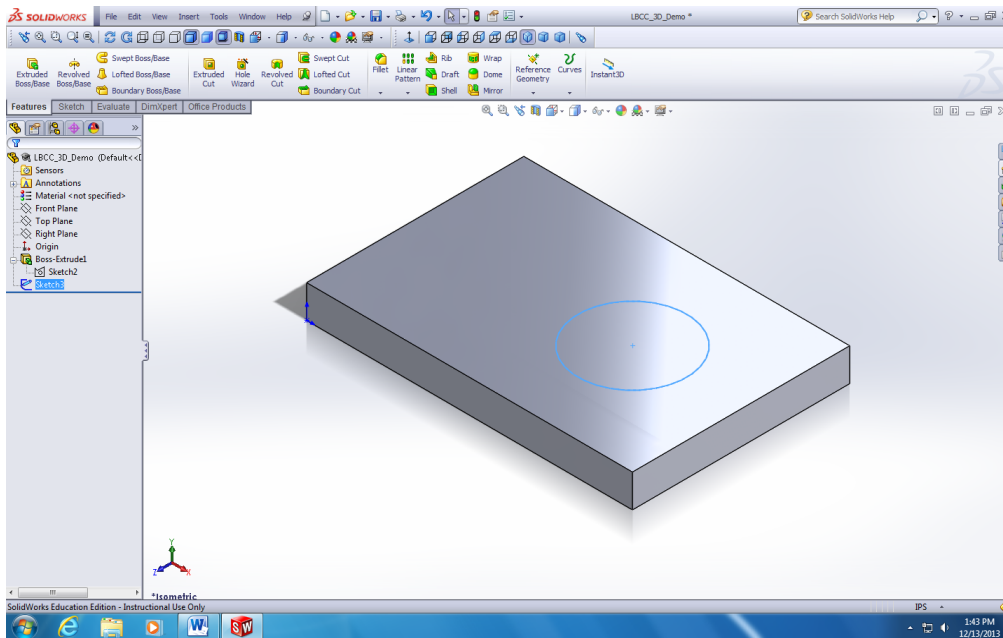 SOLIDWORKS File Edit View Insert Tools Window Help LBCC_3D_Demo * Search SolidWorks Help
Extruded Boss/Base
Revolved Boss/Base
Swept Boss/Base
Lofted Boss/Base
Boundary Boss/Base
Extruded Cut
Hole Wizard
Revolved Cut
Swept Cut
Lofted Cut
Boundary Cut
Fillet
Linear Pattern
Rib
Draft
Shell
Wrap
Dome
Mirror
Reference Geometry
Curves
Instant3D
Features Sketch Evaluate DimXpert Office Products
LBCC_3D_Demo (Default<<D
Sensors
Annotations
Material <not specified>
Front Plane
Top Plane
Right Plane
Origin
Boss-Extrude1
Sketch2
Sketch3
Y
Z X
*Isometric
SolidWorks Education Edition - Instructional Use Only IPS
1:43 PM
12/13/2013